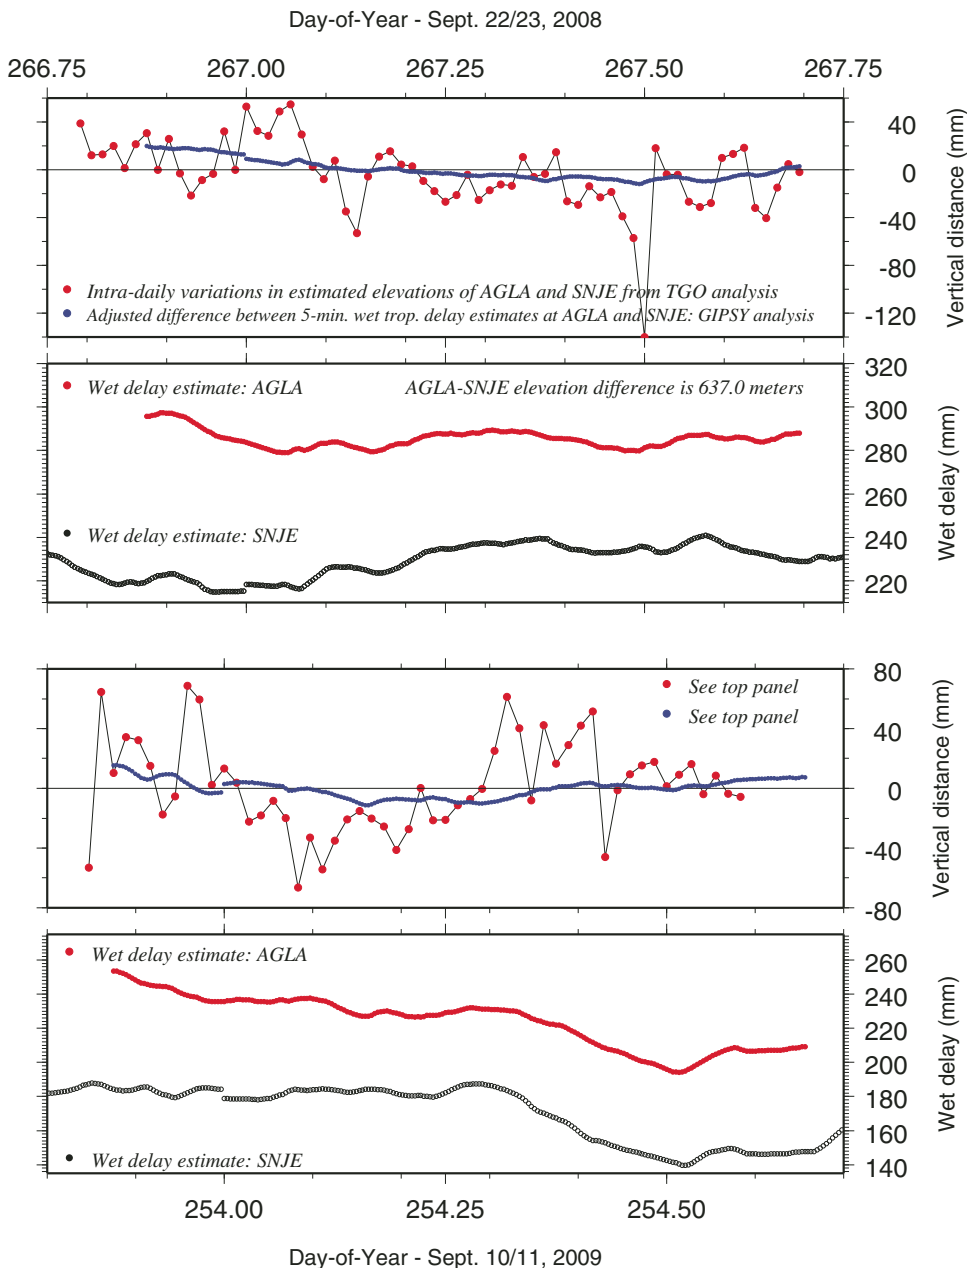 Day-of-Year - Sept. 22/23, 2008
266.75 267.00 267.25 267.50 267.75
40
0
-40
-80
-120
Vertical distance (mm)
Intra-daily variations in estimated elevations of AGLA and SNJE from TGO analysis
Adjusted difference between 5-min. wet trop. delay estimates at AGLA and SNJE: GIPSY analysis
320
300
280
260
240
220
Wet delay (mm)
Wet delay estimate: AGLA AGLA-SNJE elevation difference is 637.0 meters
Wet delay estimate: SNJE
80
40
0
-40
-80
Vertical distance (mm)
See top panel
See top panel
260
240
220
200
180
160
140
Wet delay (mm)
Wet delay estimate: AGLA
Wet delay estimate: SNJE
254.00 254.25 254.50
Day-of-Year - Sept. 10/11, 2009